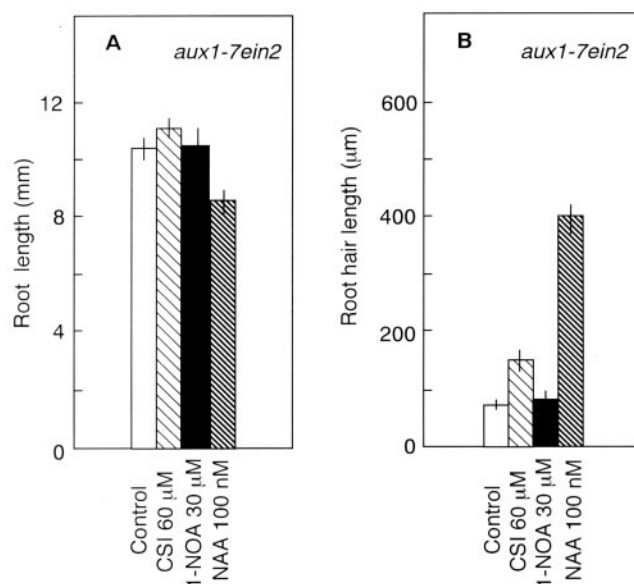 A
aux1-7ein2
Root length (mm)
12
8
4
0
Control
CSI 60 µM
1-NOA 30 µM
NAA 100 nM
B
aux1-7ein2
Root hair length (µm)
600
400
200
0
Control
CSI 60 µM
1-NOA 30 µM
NAA 100 nM